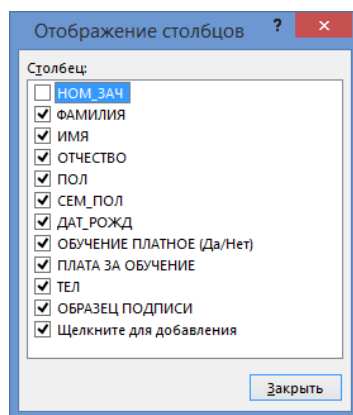 Отображение столбцов ? ×
Столбец:
НОМ_ЗАЧ
ФАМИЛИЯ
ИМЯ
ОТЧЕСТВО
ПОЛ
СЕМ_ПОЛ
ДАТ_РОЖД
ОБУЧЕНИЕ ПЛАТНОЕ (Да/Нет)
ПЛАТА ЗА ОБУЧЕНИЕ
ТЕЛ
ОБРАЗЕЦ ПОДПИСИ
Щелкните для добавления
Закрыть